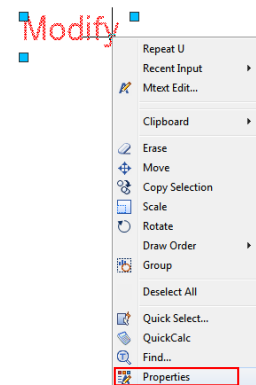 Modify
Repeat U
Recent Input
Mtext Edit...
Clipboard
Erase
Move
Copy Selection
Scale
Rotate
Draw Order
Group
Deselect All
Quick Select...
QuickCalc
Find...
Properties